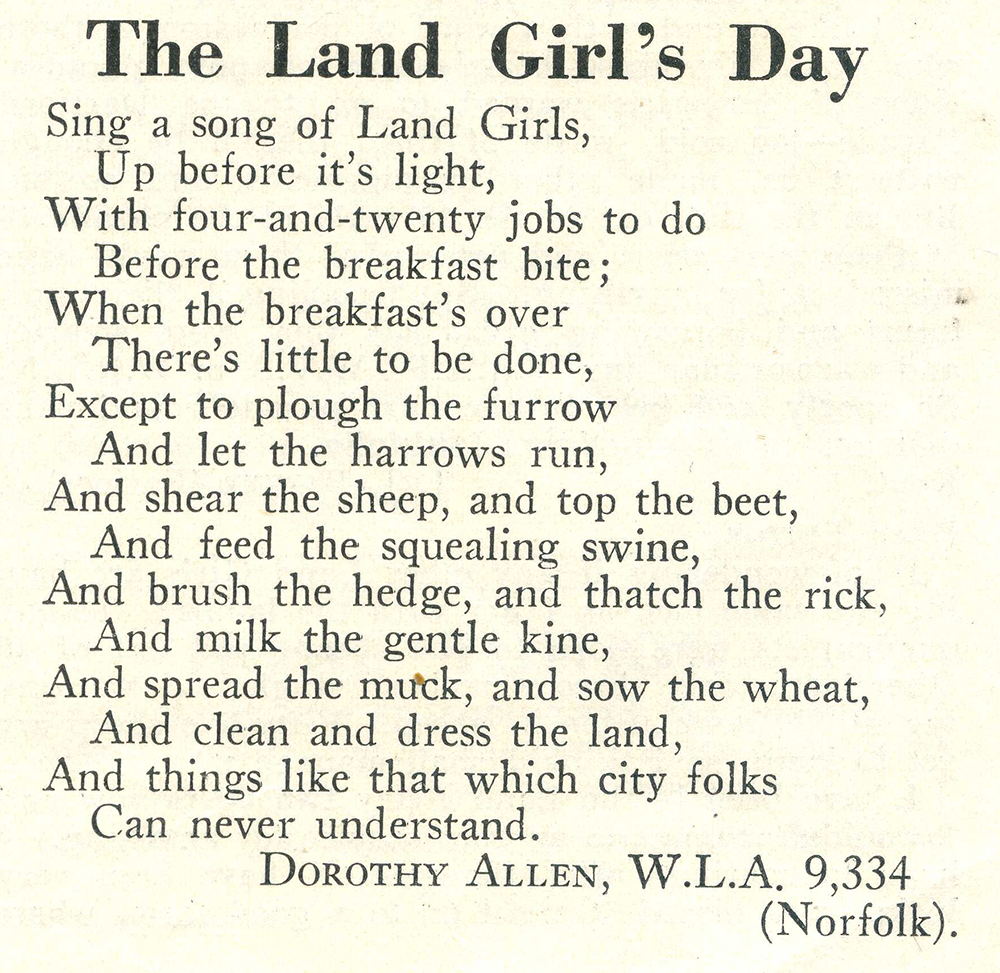 The Land Girl's Day
Sing a song of Land Girls,
Up before it's light,
With four-and-twenty jobs to do
Before the breakfast bite;
When the breakfast's over
There's little to be done,
Except to plough the furrow
And let the harrows run,
And shear the sheep, and top the beet,
And feed the squealing swine,
And brush the hedge, and thatch the rick,
And milk the gentle kine,
And spread the muck, and sow the wheat,
And clean and dress the land,
And things like that which city folks
Can never understand.
DOROTHY ALLEN, W.L.A. 9,334
(Norfolk).